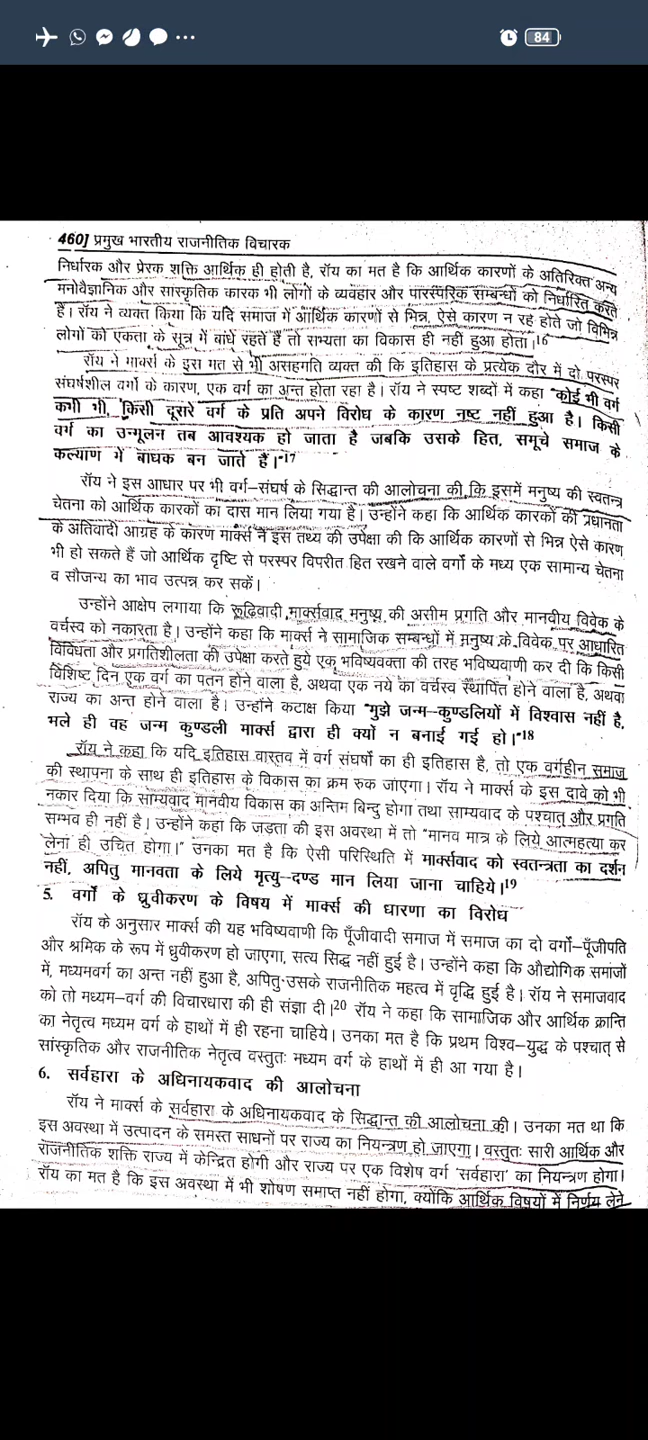 84
460] प्रमुख भारतीय राजनीतिक विचारक
निर्धारक और प्रेरक शक्ति आर्थिक ही होती है, रॉय का मत है कि आर्थिक कारणों के अतिरिक्त अन्य
मनोवैज्ञानिक और सांस्कृतिक कारक भी लोगों के व्यवहार और पारस्परिक सम्बन्धों को निर्धारित करते
हैं। रॉय ने व्यक्त किया कि यदि समाज में आर्थिक कारणों से भिन्न, ऐसे कारण न रहे होते जो विभिन्न
लोगों को एकता के सूत्र में बांधे रहते हैं तो सभ्यता का विकास ही नहीं हुआ होता।16
रॉय ने मार्क्स के इस मत से भी असहमति व्यक्त की कि इतिहास के प्रत्येक दौर में दो परस्पर
संघर्षशील वर्गों के कारण, एक वर्ग का अन्त होता रहा है। रॉय ने स्पष्ट शब्दों में कहा "कोई भी वर्ग
कभी भी, किसी दूसरे वर्ग के प्रति अपने विरोध के कारण नष्ट नहीं हुआ है। किसी
वर्ग का उन्मूलन तब आवश्यक हो जाता है जबकि उसके हित, समूचे समाज के
कल्याण में बाधक बन जाते हैं।"17
रॉय ने इस आधार पर भी वर्ग-संघर्ष के सिद्धान्त की आलोचना की, कि इसमें मनुष्य की स्वतन्त्र
चेतना को आर्थिक कारकों का दास मान लिया गया है। उन्होंने कहा कि आर्थिक कारकों की प्रधानता
के अतिवादी आग्रह के कारण मार्क्स ने इस तथ्य की उपेक्षा की कि आर्थिक कारणों से भिन्न ऐसे कारण
भी हो सकते हैं जो आर्थिक दृष्टि से परस्पर विपरीत हित रखने वाले वर्गों के मध्य एक सामान्य चेतना
व सौजन्य का भाव उत्पन्न कर सकें।
उन्होंने आक्षेप लगाया कि रूढ़िवादी मार्क्सवाद मनुष्य की असीम प्रगति और मानवीय विवेक के
वर्चस्व को नकारता है। उन्होंने कहा कि मार्क्स ने सामाजिक सम्बन्धों में मनुष्य के विवेक पर आधारित
विविधता और प्रगतिशीलता की उपेक्षा करते हुये एक भविष्यवक्ता की तरह भविष्यवाणी कर दी कि किसी
विशिष्ट दिन एक वर्ग का पतन होने वाला है, अथवा एक नये का वर्चस्व स्थापित होने वाला है, अथवा
राज्य का अन्त होने वाला है। उन्होंने कटाक्ष किया "मुझे जन्म-कुण्डलियों में विश्वास नहीं है,
भले ही वह जन्म कुण्डली मार्क्स द्वारा ही क्यों न बनाई गई हो।"18
रॉय ने कहा कि यदि इतिहास वास्तव में वर्ग संघर्षों का ही इतिहास है, तो एक वर्गहीन समाज
की स्थापना के साथ ही इतिहास के विकास का क्रम रुक जाएगा। रॉय ने मार्क्स के इस दावे को भी
नकार दिया कि साम्यवाद मानवीय विकास का अन्तिम बिन्दु होगा तथा साम्यवाद के पश्चात् और प्रगति
सम्भव ही नहीं है। उन्होंने कहा कि जड़ता की इस अवस्था में तो "मानव मात्र के लिये आत्महत्या कर
लेना ही उचित होगा।" उनका मत है कि ऐसी परिस्थिति में मार्क्सवाद को स्वतन्त्रता का दर्शन
नहीं, अपितु मानवता के लिये मृत्यु-दण्ड मान लिया जाना चाहिये।19
5. वर्गों के ध्रुवीकरण के विषय में मार्क्स की धारणा का विरोध
रॉय के अनुसार मार्क्स की यह भविष्यवाणी कि पूँजीवादी समाज में समाज का दो वर्गों-पूँजीपति
और श्रमिक के रूप में ध्रुवीकरण हो जाएगा, सत्य सिद्ध नहीं हुई है। उन्होंने कहा कि औद्योगिक समाजों
में, मध्यमवर्ग का अन्त नहीं हुआ है, अपितु उसके राजनीतिक महत्व में वृद्धि हुई है। रॉय ने समाजवाद
को तो मध्यम-वर्ग की विचारधारा की ही संज्ञा दी।20 रॉय ने कहा कि सामाजिक और आर्थिक क्रान्ति
का नेतृत्व मध्यम वर्ग के हाथों में ही रहना चाहिये। उनका मत है कि प्रथम विश्व-युद्ध के पश्चात् से
सांस्कृतिक और राजनीतिक नेतृत्व वस्तुतः मध्यम वर्ग के हाथों में ही आ गया है।
6. सर्वहारा के अधिनायकवाद की आलोचना
रॉय ने मार्क्स के सर्वहारा के अधिनायकवाद के सिद्धान्त की आलोचना की। उनका मत था कि
इस अवस्था में उत्पादन के समस्त साधनों पर राज्य का नियन्त्रण हो जाएगा। वस्तुतः सारी आर्थिक और
राजनीतिक शक्ति राज्य में केन्द्रित होगी और राज्य पर एक विशेष वर्ग 'सर्वहारा' का नियन्त्रण होगा।
रॉय का मत है कि इस अवस्था में भी शोषण समाप्त नहीं होगा, क्योंकि आर्थिक विषयों में निर्णय लेने